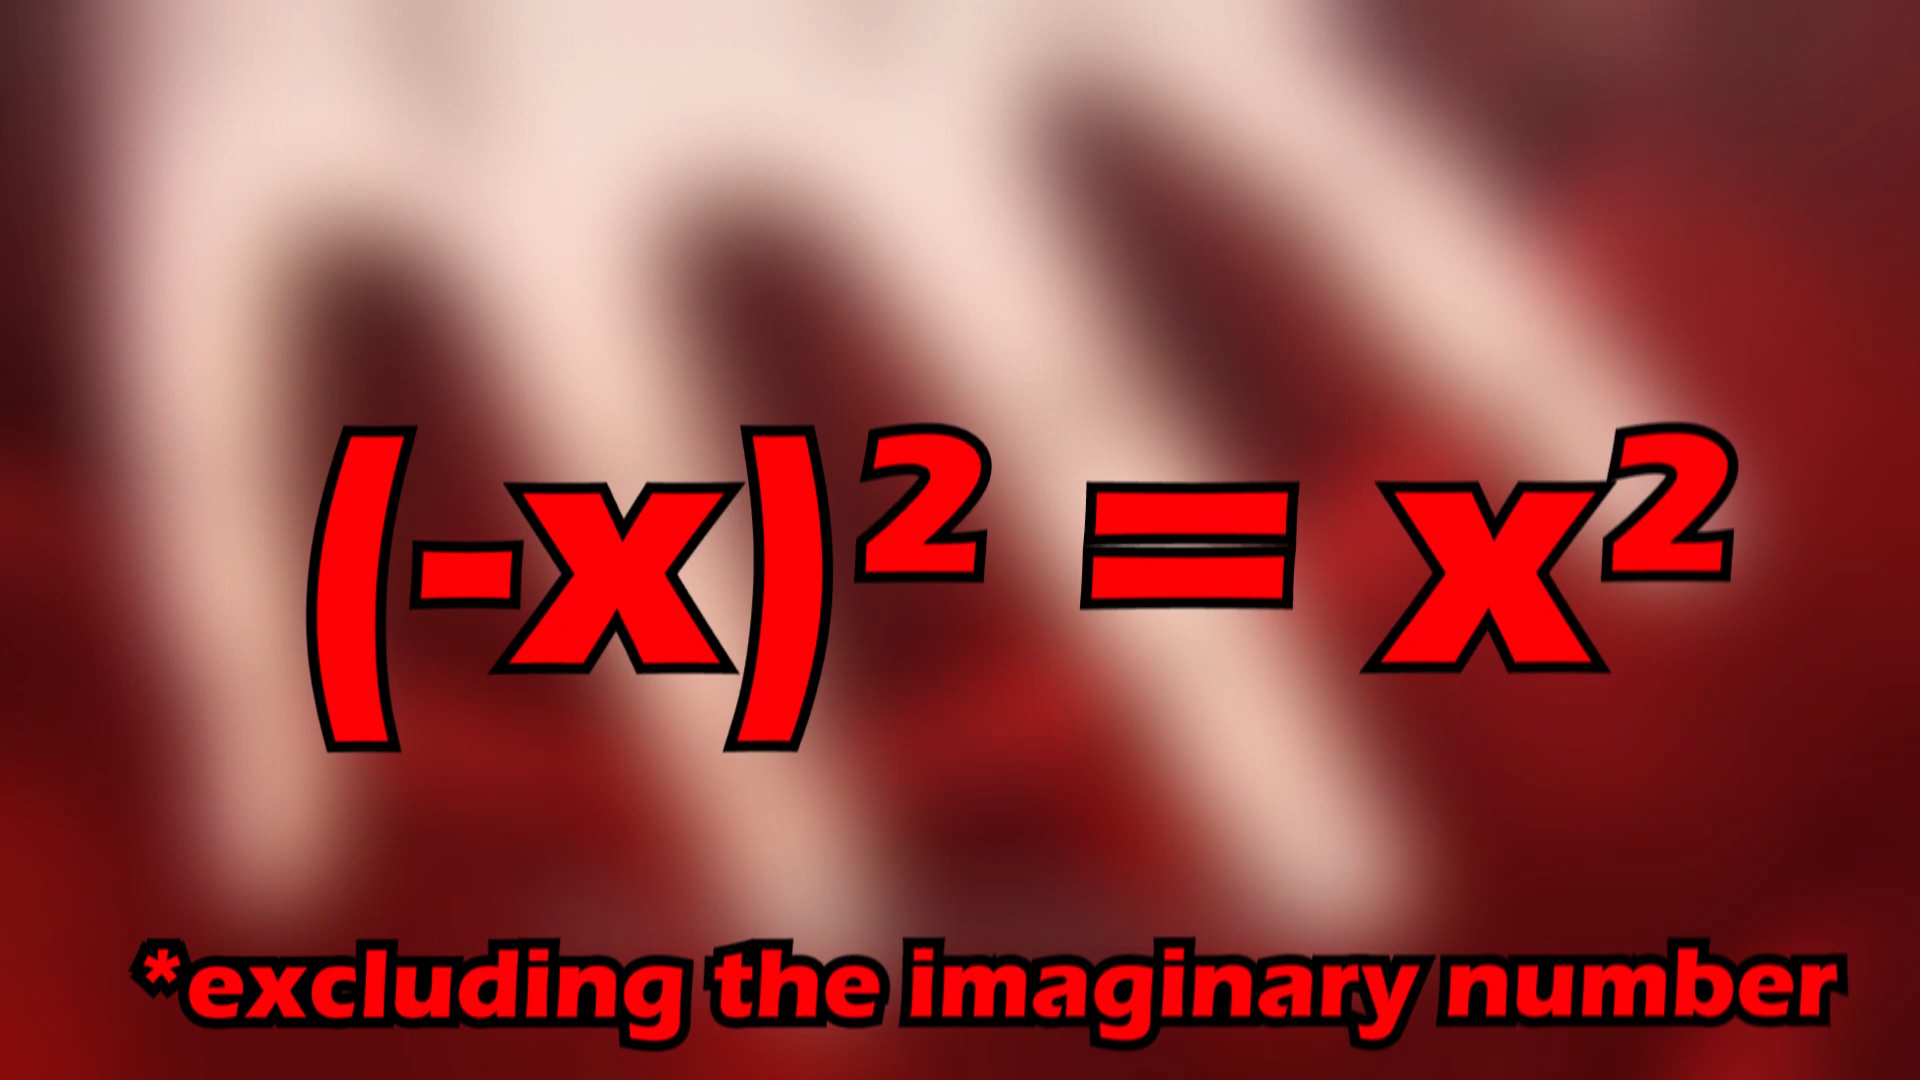 (-x)² = x²
*excluding the imaginary number